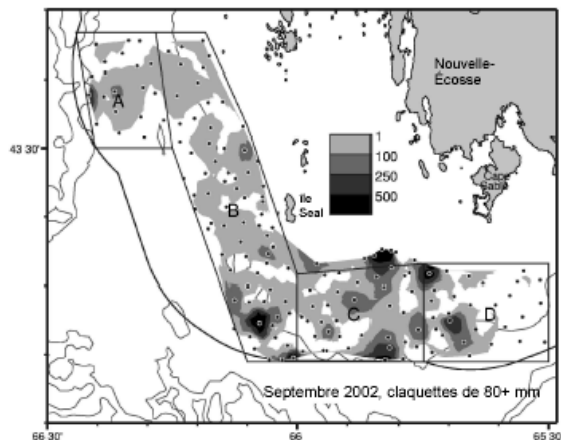 Nouvelle-
Écosse
A
43 30'
1
100
250
500
Cape
Sable
Ile
Seal
B
C
D
Septembre 2002, claquettes de 80+ mm
66 30'
66
65 30'